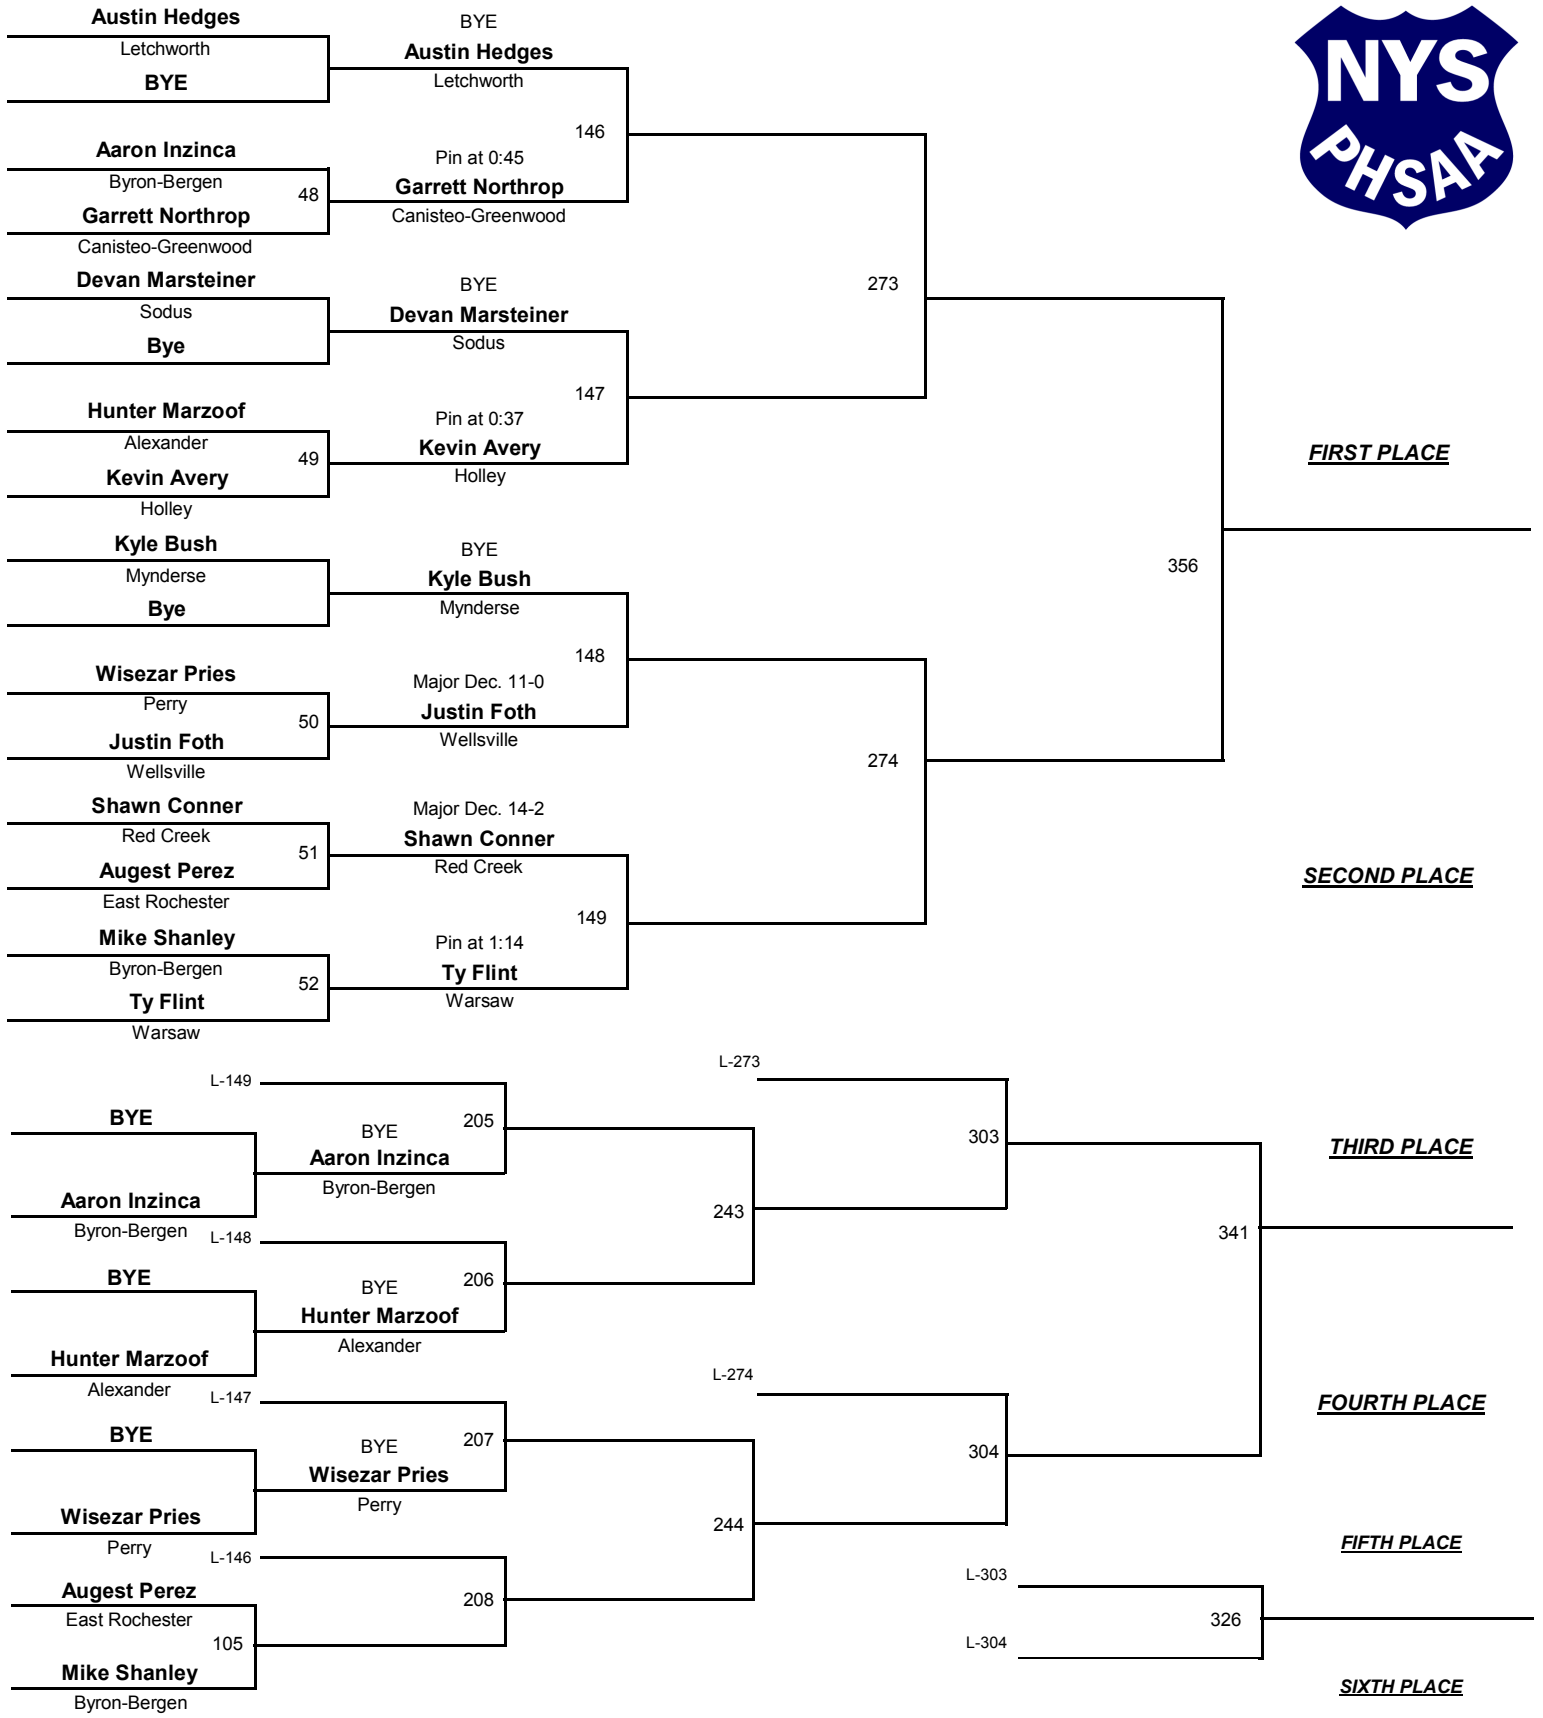 Austin Hedges
Letchworth
BYE
Aaron Inzinca
Byron-Bergen
48
Garrett Northrop
Canisteo-Greenwood
Devan Marsteiner
Sodus
Bye
Hunter Marzoof
Alexander
49
Kevin Avery
Holley
Kyle Bush
Mynderse
Bye
Wisezar Pries
Perry
50
Justin Foth
Wellsville
Shawn Conner
Red Creek
51
Augest Perez
East Rochester
Mike Shanley
Byron-Bergen
52
Ty Flint
Warsaw
BYE
Austin Hedges
Letchworth
146
Pin at 0:45
Garrett Northrop
Canisteo-Greenwood
BYE
Devan Marsteiner
Sodus
147
Pin at 0:37
Kevin Avery
Holley
BYE
Kyle Bush
Mynderse
148
Major Dec. 11-0
Justin Foth
Wellsville
Major Dec. 14-2
Shawn Conner
Red Creek
149
Pin at 1:14
Ty Flint
Warsaw
273
274
356
NYS
PHSAA
FIRST PLACE
SECOND PLACE
L-149
BYE
Aaron Inzinca
Byron-Bergen
L-148
BYE
Hunter Marzoof
Alexander
L-147
BYE
Wisezar Pries
Perry
L-146
Augest Perez
East Rochester
105
Mike Shanley
Byron-Bergen
205
BYE
Aaron Inzinca
Byron-Bergen
206
BYE
Hunter Marzoof
Alexander
207
BYE
Wisezar Pries
Perry
208
L-273
243
L-274
244
303
304
341
L-303
326
L-304
THIRD PLACE
FOURTH PLACE
FIFTH PLACE
SIXTH PLACE